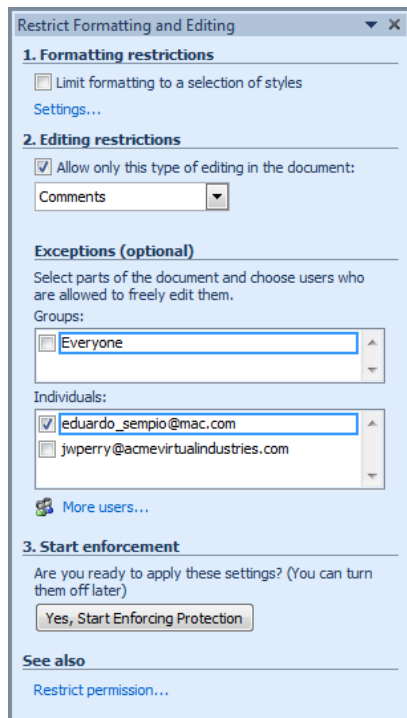 Restrict Formatting and Editing
1. Formatting restrictions
Limit formatting to a selection of styles
Settings...
2. Editing restrictions
Allow only this type of editing in the document:
Comments
Exceptions (optional)
Select parts of the document and choose users who
are allowed to freely edit them.
Groups:
Everyone
Individuals:
eduardo_sempio@mac.com
jwperry@acmevirtualindustries.com
More users...
3. Start enforcement
Are you ready to apply these settings? (You can turn
them off later)
Yes, Start Enforcing Protection
See also
Restrict permission...